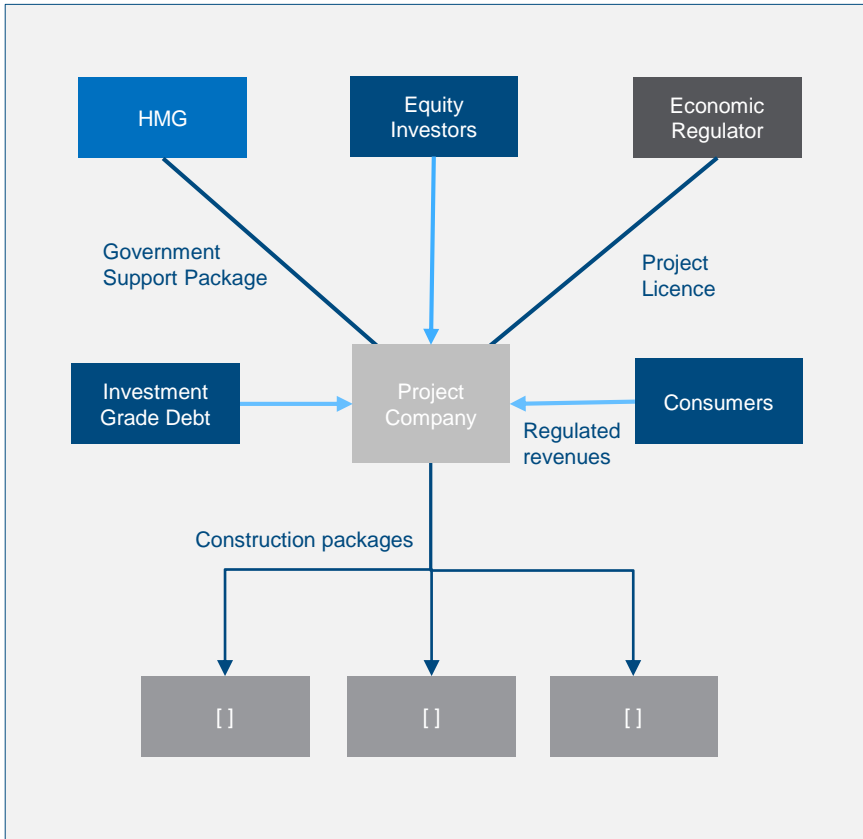 HMG
Equity
Investors
Economic
Regulator
Government
Support Package
Project
Licence
Investment
Grade Debt
Project
Company
Consumers
Regulated
revenues
Construction packages
[ ]
[ ]
[ ]